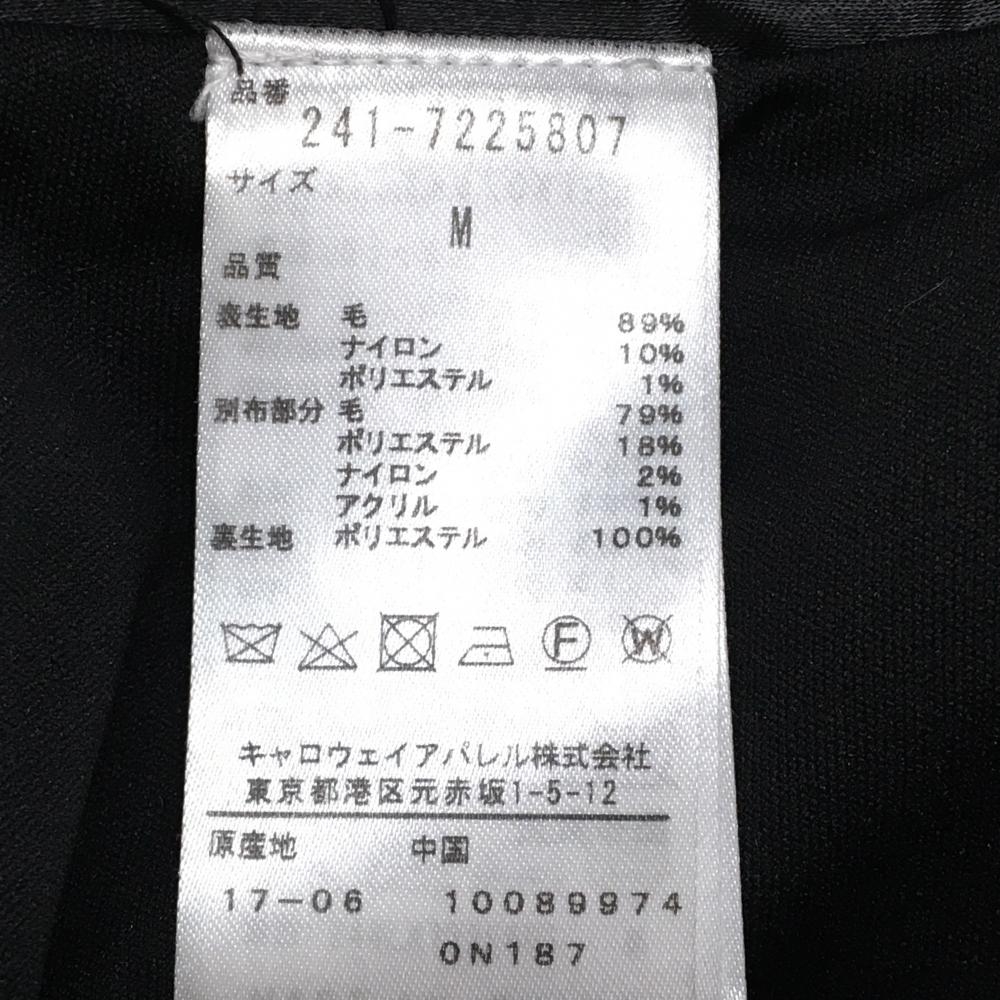 品番
241-7225807
サイズ
M
品質
表生地 毛 89%
ナイロン 10%
ポリエステル 1%
別布部分 毛 79%
ポリエステル 18%
ナイロン 2%
アクリル 1%
裏生地 ポリエステル 100%
F W
キャロウェイアパレル株式会社
東京都港区元赤坂1-5-12
原産地 中国
17-06 10089974
0N187